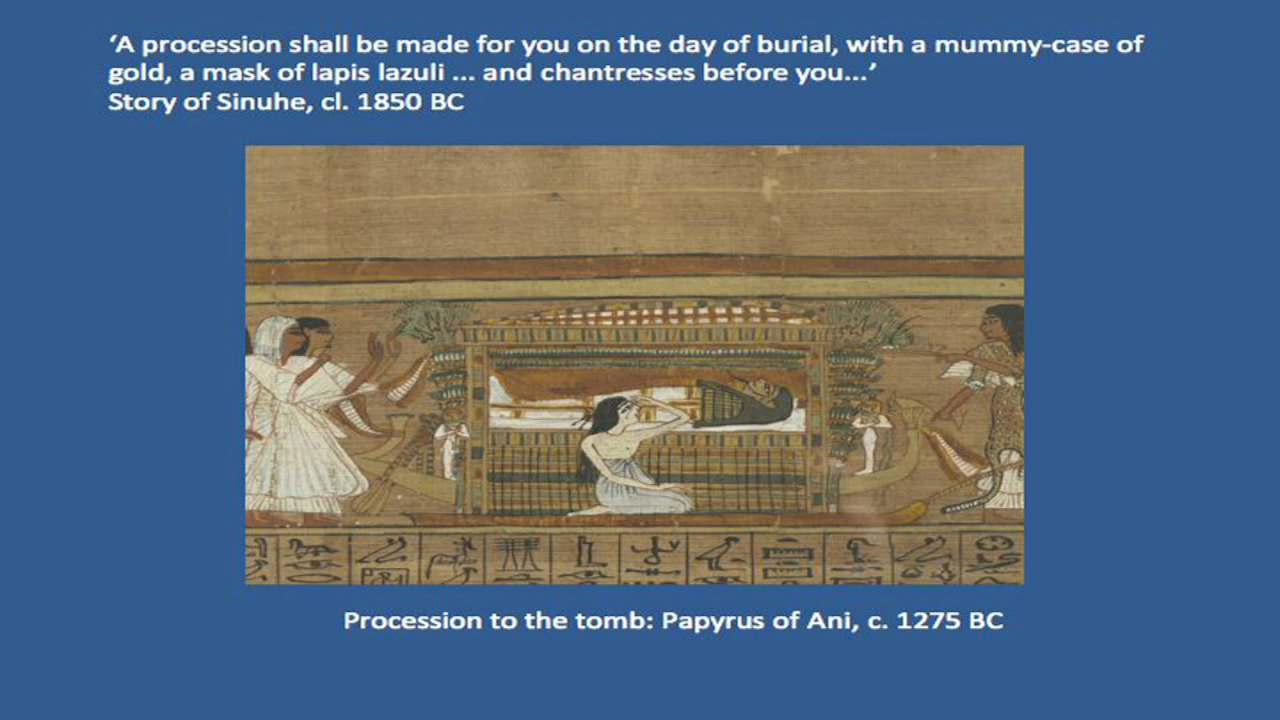 ‘A procession shall be made for you on the day of burial, with a mummy-case of
gold, a mask of lapis lazuli ... and chantresses before you...’
Story of Sinuhe, cl. 1850 BC
Procession to the tomb: Papyrus of Ani, c. 1275 BC